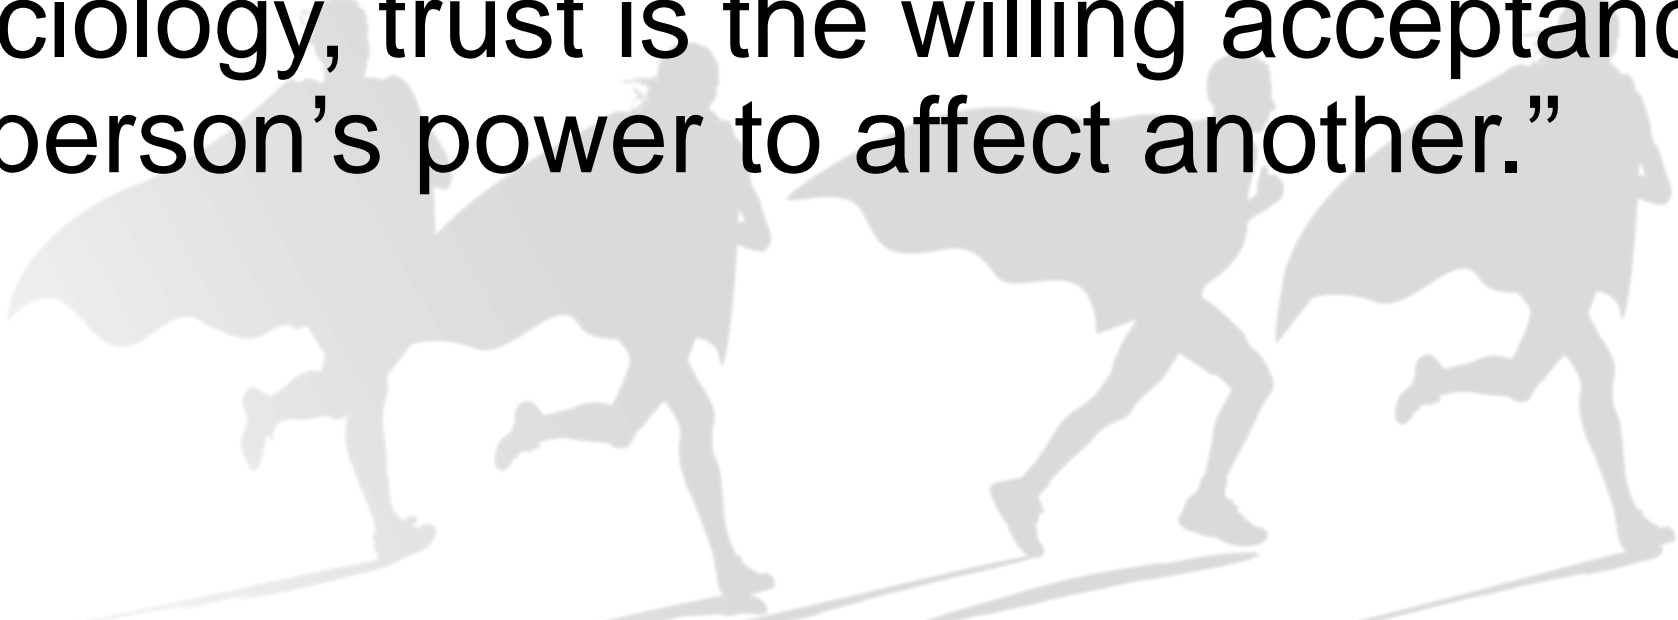 ciology, trust is the willing acceptanc
person’s power to affect another.”